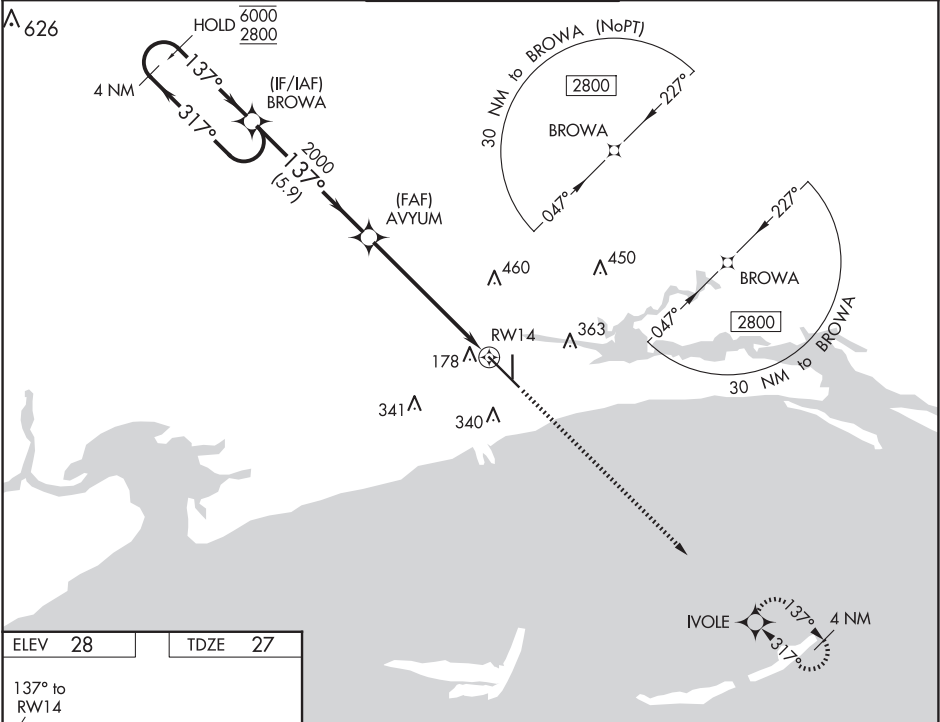 626
HOLD 6000
2800
137°
4 NM
317°
(IF/IAF)
BROWA
2000
137°
(5.9)
(FAF)
AVYUM
30 NM to BROWA (NoPT)
2800
227°
BROWA
047°
227°
BROWA
047°
2800
30 NM to BROWA
460
450
363
RW14
178
341
340
IVOLE
137°
4 NM
317°
ELEV 28
TDZE 27
137° to
RW14